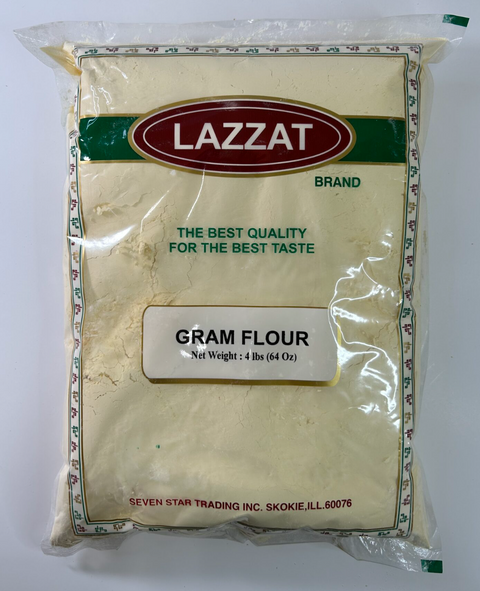 LAZZAT
BRAND
THE BEST QUALITY
FOR THE BEST TASTE
GRAM FLOUR
Net Weight : 4 lbs (64 Oz)
SEVEN STAR TRADING INC. SKOKIE,ILL.60076